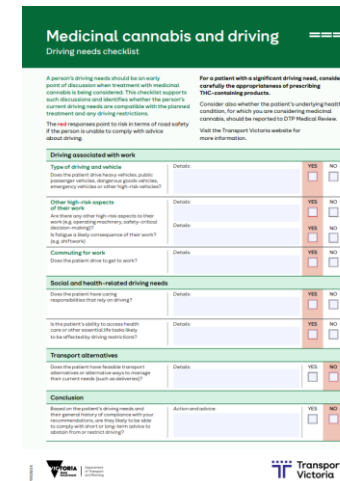 Medicinal cannabis and driving
Driving needs checklist
A person's driving needs should be an early
point of discussion when treatment with medicinal
cannabis is being considered. This checklist supports
such discussions and identifies whether the person's
current driving needs are compatible with the planned
treatment and any driving restrictions.
The red responses point to risk in terms of road safety
if the person is unable to comply with advice
about driving.
For a patient with a significant driving need, conside
carefully the appropriateness of prescribing
THC-containing products.
Consider also whether the patient's underlying health
condition, for which you are considering medicinal
cannabis, should be reported to DTP Medical Review.
Visit the Transport Victoria website for
more information.
Driving associated with work
Type of driving and vehicle
Does the patient drive heavy vehicles, public
passenger vehicles, dangerous goods vehicles,
emergency vehicles or other high-risk vehicles?
Details:
YES NO
Other high-risk aspects
of their work
Are there any other high-risk aspects to their
work (e.g. operating machinery, safety-critical
decision-making)?
Details:
YES NO
Is fatigue a likely consequence of their work?
(e.g. shiftwork)
Details:
YES NO
Commuting for work
Does the patient drive to get to work?
Details:
YES NO
Social and health-related driving needs
Does the patient have caring
responsibilities that rely on driving?
Details:
YES NO
Is the patient's ability to access health
care or other essential life tasks likely
to be affected by driving restrictions?
Details:
YES NO
Transport alternatives
Does the patient have feasible transport
alternatives or alternative ways to manage
their current needs (such as deliveries)?
Details:
YES NO
Conclusion
Based on the patient's driving needs and
their general history of compliance with your
recommendations, are they likely to be able
to comply with short or long-term advice to
abstain from or restrict driving?
Action and advice:
YES NO
VICTORIA
Department
of Transport
and Planning
Transpor
Victoria